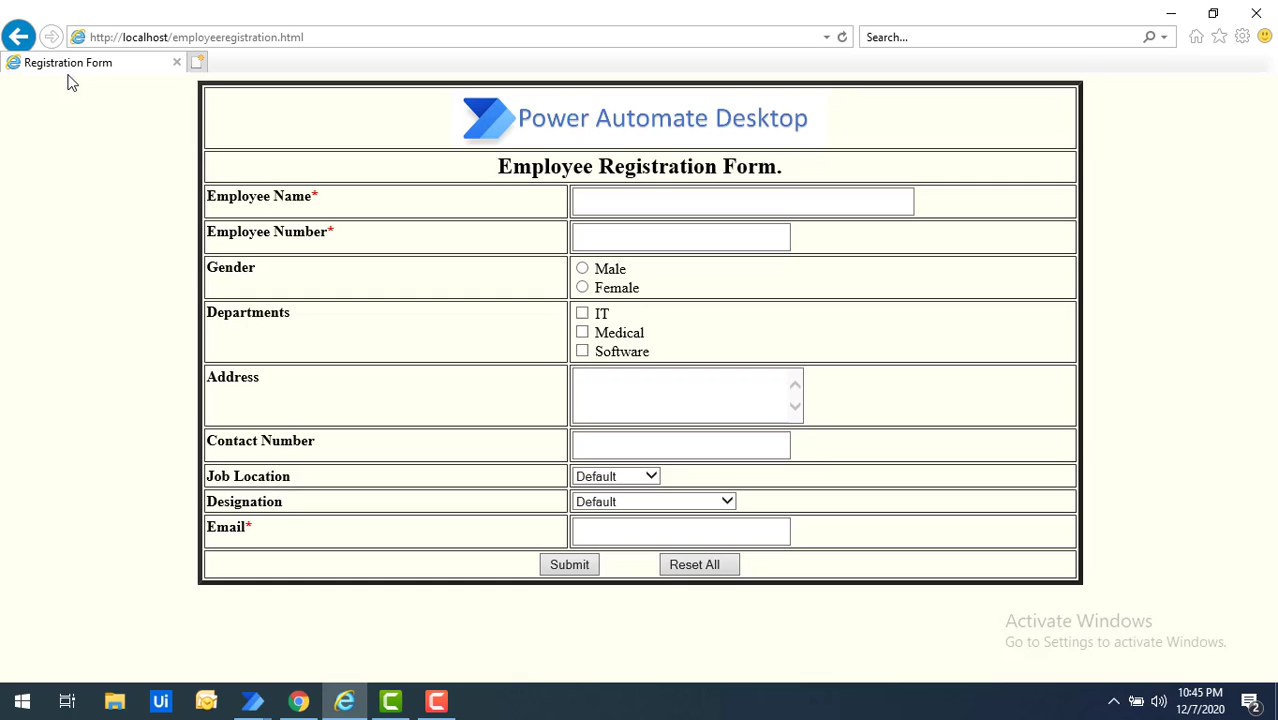 http://localhost/employeeregistration.html
Search...
Registration Form
Power Automate Desktop
Employee Registration Form.
Employee Name*
Employee Number*
Gender
Male
Female
Departments
IT
Medical
Software
Address
Contact Number
Job Location
Default
Designation
Default
Email*
Submit
Reset All
Activate Windows
Go to Settings to activate Windows.
Ui
C
C
10:45 PM
12/7/2020
2